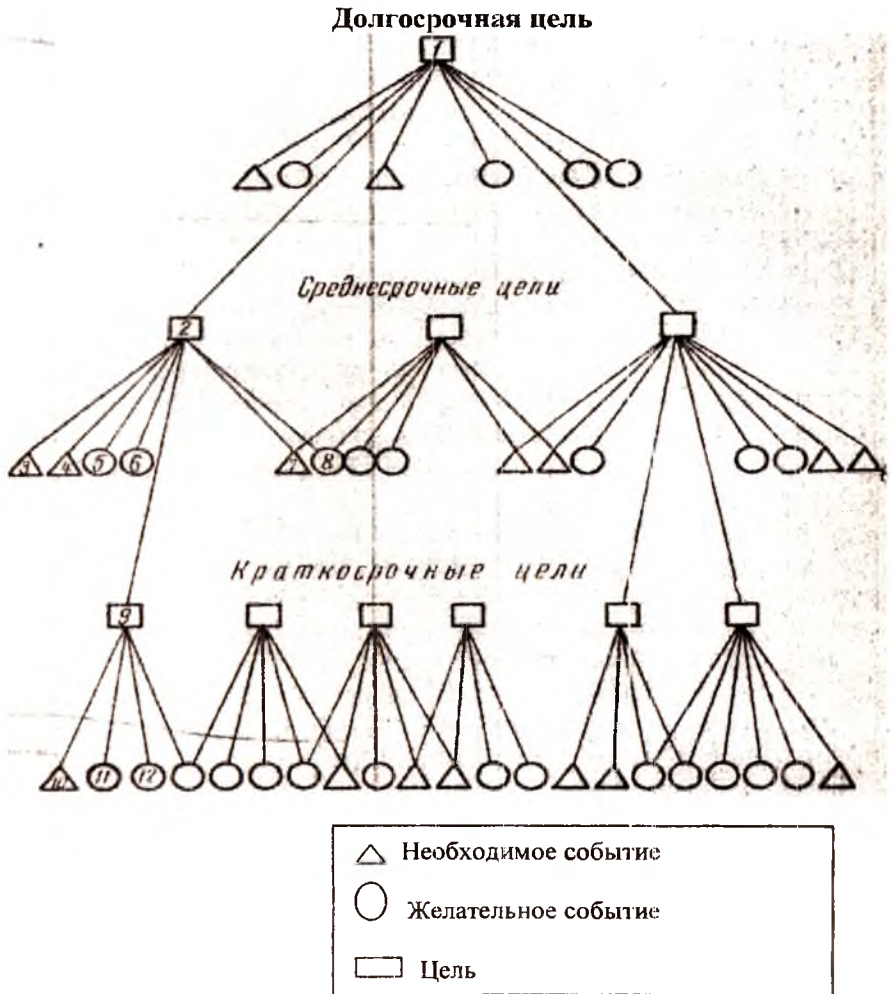 Долгосрочная цель
1
Среднесрочные цели
2
3 4 5 6 7 8
Краткосрочные цели
9
11 12
Необходимое событие
Желательное событие
Цель